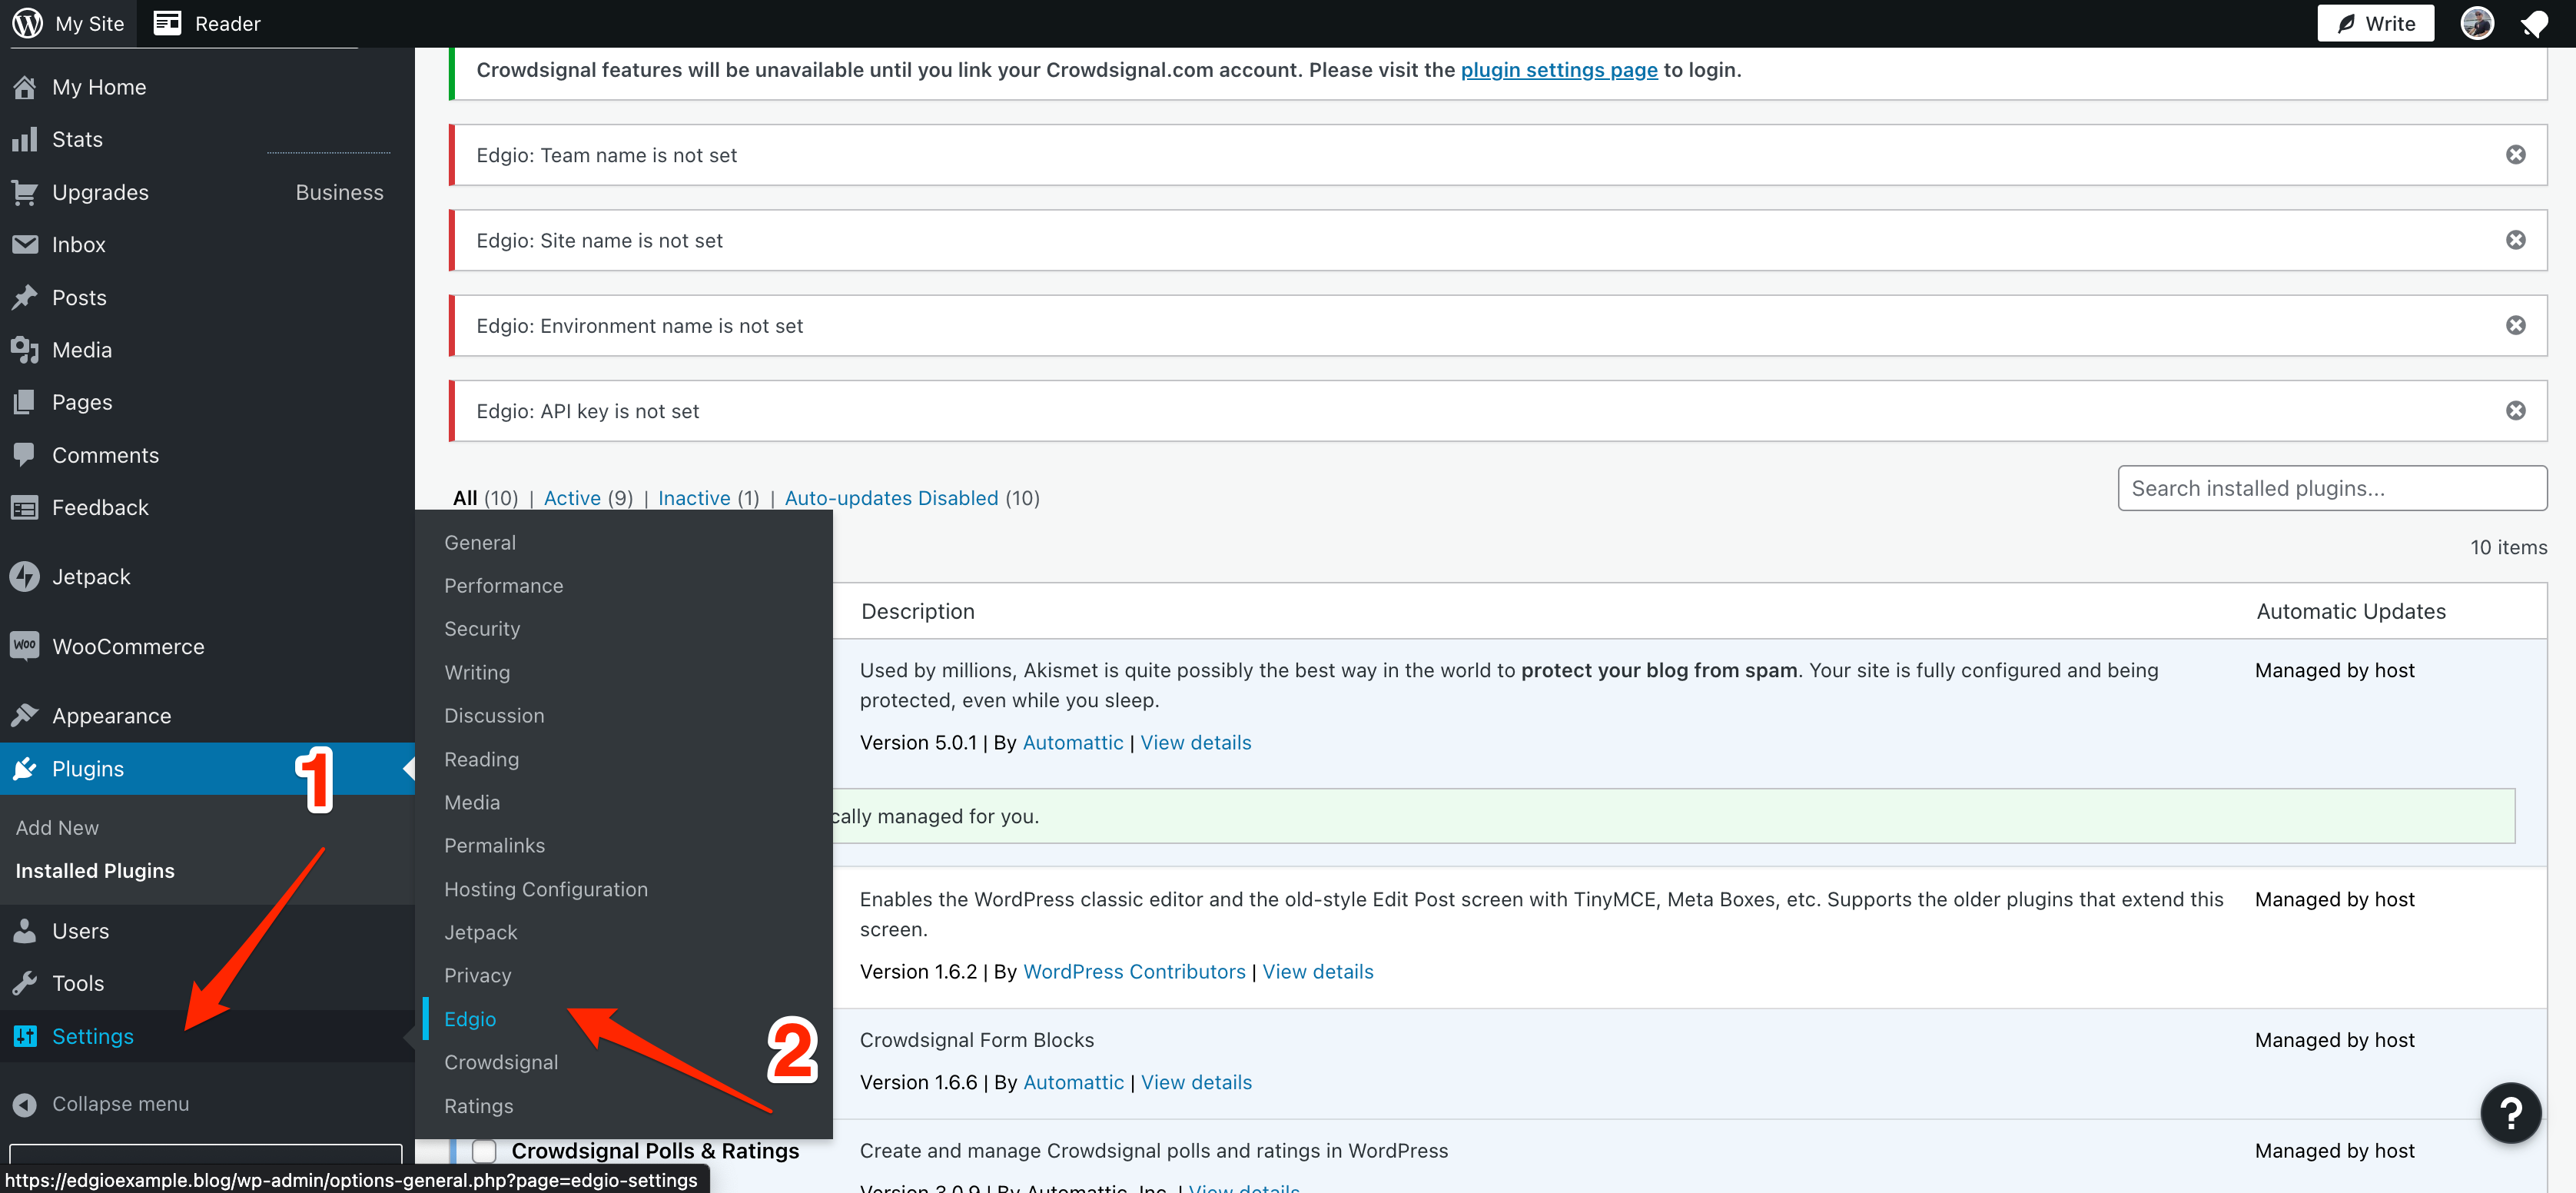 My Site
Reader
Write
My Home
Stats
Upgrades
Business
Inbox
Posts
Media
Pages
Comments
Feedback
Jetpack
WOO
WooCommerce
Appearance
Plugins
1
Add New
Installed Plugins
Users
Tools
Settings
Collapse menu
Crowdsignal features will be unavailable until you link your Crowdsignal.com account. Please visit the plugin settings page to login.
Edgio: Team name is not set
Edgio: Site name is not set
Edgio: Environment name is not set
Edgio: API key is not set
All (10) | Active (9) | Inactive (1) | Auto-updates Disabled (10)
Search installed plugins...
10 items
General
Performance
Security
Writing
Discussion
Reading
Media
Permalinks
Hosting Configuration
Jetpack
Privacy
Edgio
2
Crowdsignal
Ratings
Description
Automatic Updates
Used by millions, Akismet is quite possibly the best way in the world to protect your blog from spam. Your site is fully configured and being
protected, even while you sleep.
Managed by host
Version 5.0.1 | By Automattic | View details
cally managed for you.
Enables the WordPress classic editor and the old-style Edit Post screen with TinyMCE, Meta Boxes, etc. Supports the older plugins that extend this
screen.
Managed by host
Version 1.6.2 | By WordPress Contributors | View details
Crowdsignal Form Blocks
Managed by host
Version 1.6.6 | By Automattic | View details
?
Crowdsignal Polls & Ratings
Create and manage Crowdsignal polls and ratings in WordPress
Managed by host
Version 3.0.9 | By Automattic, Inc. | View details
https://edgioexample.blog/wp-admin/options-general.php?page=edgio-settings